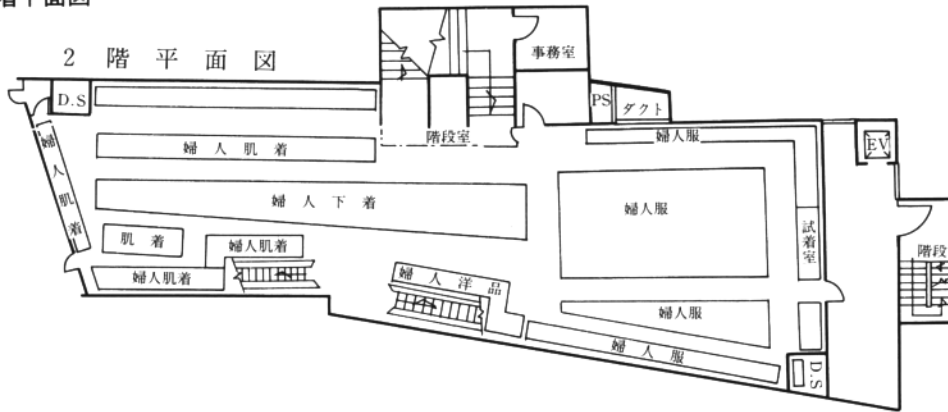 階平面図
2 階 平 面 図
事務室
D.S
PS
ダクト
階段室
婦人服
EV
婦人肌着
婦人肌着
婦人下着
婦人服
試着室
肌着
婦人肌着
婦人肌着
婦人洋品
婦人服
階段
婦人服
D.S